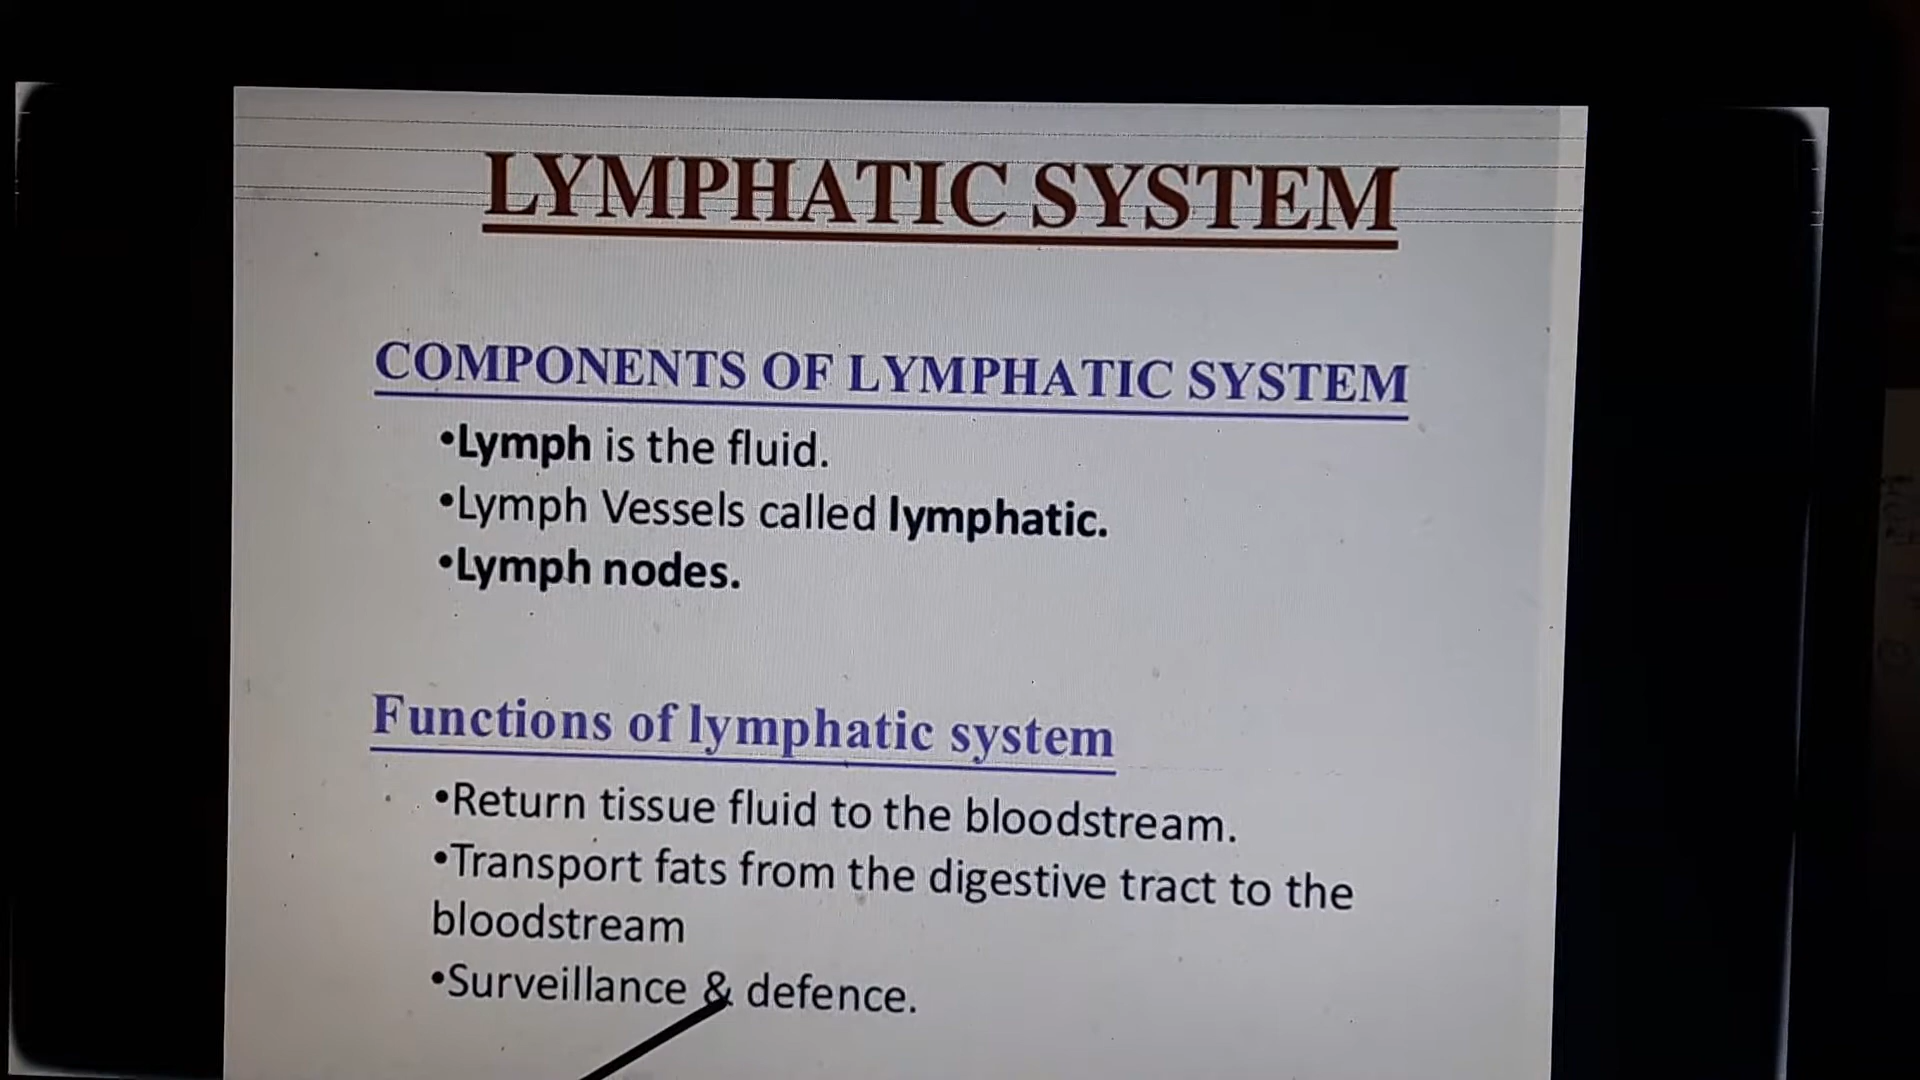 LYMPHATIC SYSTEM
COMPONENTS OF LYMPHATIC SYSTEM
•Lymph is the fluid.
•Lymph Vessels called lymphatic.
•Lymph nodes.
Functions of lymphatic system
•Return tissue fluid to the bloodstream.
•Transport fats from the digestive tract to the
bloodstream
•Surveillance & defence.